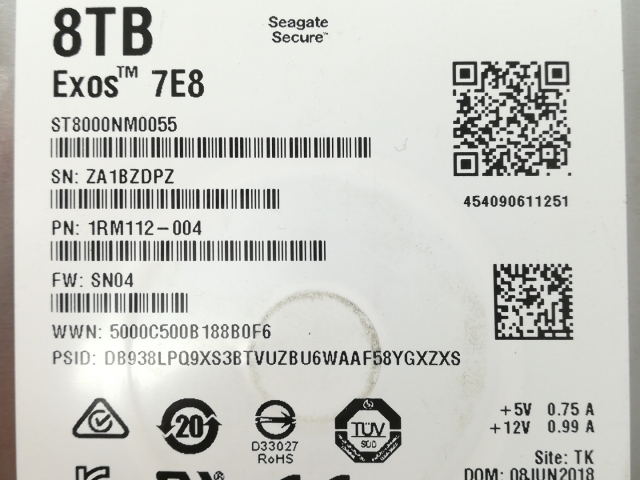 8TB
Seagate
Secure™
Exos™ 7E8
ST8000NM0055
SN: ZA1BZDPZ
454090611251
PN: 1RM112-004
FW: SN04
WWN: 5000C500B188B0F6
PSID: DB938LPQ9XS3BTVUZBU6WAAF58YGXZXS
20
D33027
RoHS
TÜV
SÜD
+5V 0.75 A
+12V 0.99 A
Site: TK
DOM: 08JUN2018